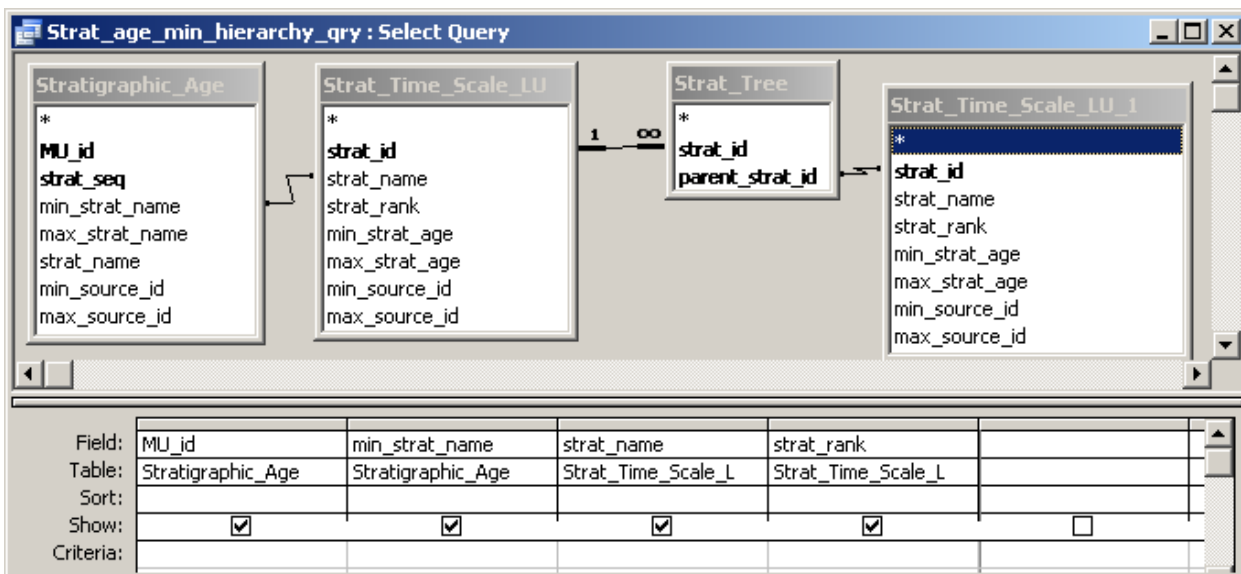 Strat_age_min_hierarchy_qry : Select Query
Stratigraphic_Age
*
MU_id
strat_seq
min_strat_name
max_strat_name
strat_name
min_source_id
max_source_id
Strat_Time_Scale_LU
*
strat_id
strat_name
strat_rank
min_strat_age
max_strat_age
min_source_id
max_source_id
1 ∞
Strat_Tree
*
strat_id
parent_strat_id
Strat_Time_Scale_LU_1
*
strat_id
strat_name
strat_rank
min_strat_age
max_strat_age
min_source_id
max_source_id
Field: MU_id min_strat_name strat_name strat_rank
Table: Stratigraphic_Age Stratigraphic_Age Strat_Time_Scale_L Strat_Time_Scale_L
Sort:
Show:
Criteria: